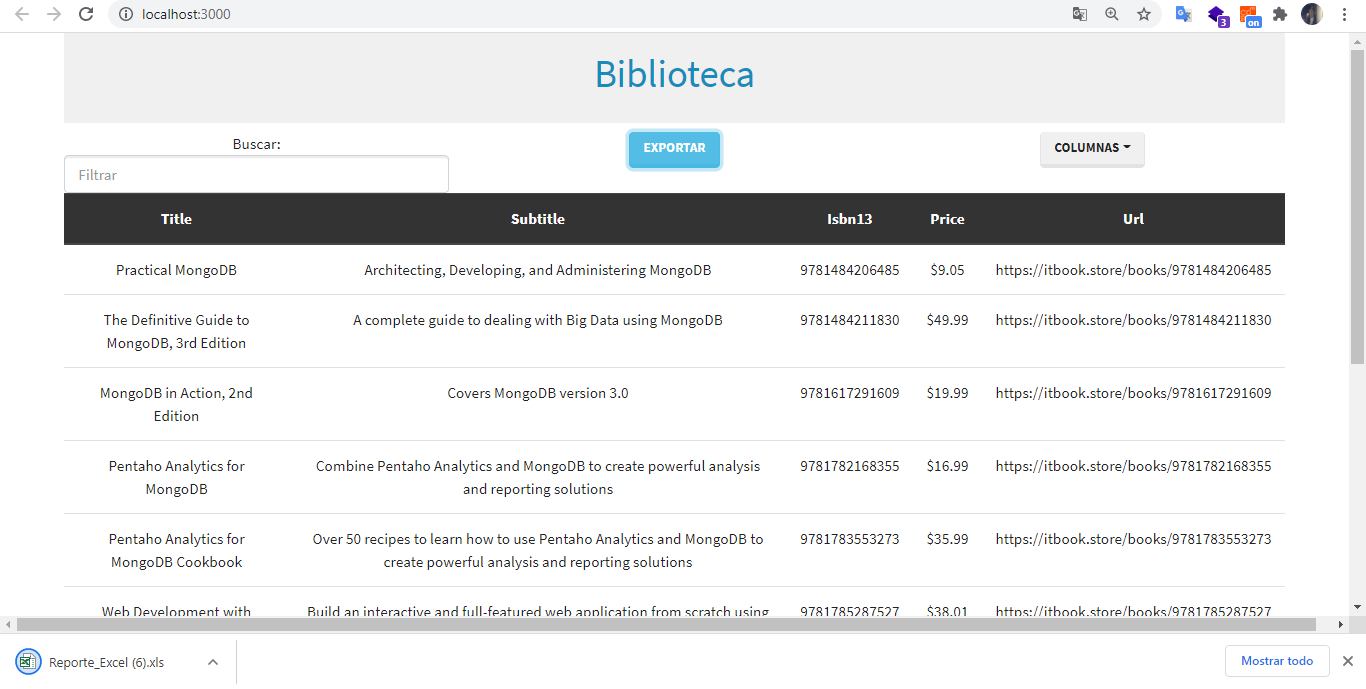 localhost:3000
3
on
Biblioteca
Buscar:
EXPORTAR
COLUMNAS
Filtrar
Title Subtitle Isbn13 Price Url
Practical MongoDB Architecting, Developing, and Administering MongoDB 9781484206485 $9.05 https://itbook.store/books/9781484206485
The Definitive Guide to A complete guide to dealing with Big Data using MongoDB 9781484211830 $49.99 https://itbook.store/books/9781484211830
MongoDB, 3rd Edition
MongoDB in Action, 2nd Covers MongoDB version 3.0 9781617291609 $19.99 https://itbook.store/books/9781617291609
Edition
Pentaho Analytics for Combine Pentaho Analytics and MongoDB to create powerful analysis 9781782168355 $16.99 https://itbook.store/books/9781782168355
MongoDB and reporting solutions
Pentaho Analytics for Over 50 recipes to learn how to use Pentaho Analytics and MongoDB to 9781783553273 $35.99 https://itbook.store/books/9781783553273
MongoDB Cookbook create powerful analysis and reporting solutions
Web Development with Build an interactive and full-featured web application from scratch using 9781785287527 $38.01 https://itbook.store/books/9781785287527
Reporte_Excel (6).xls
Mostrar todo